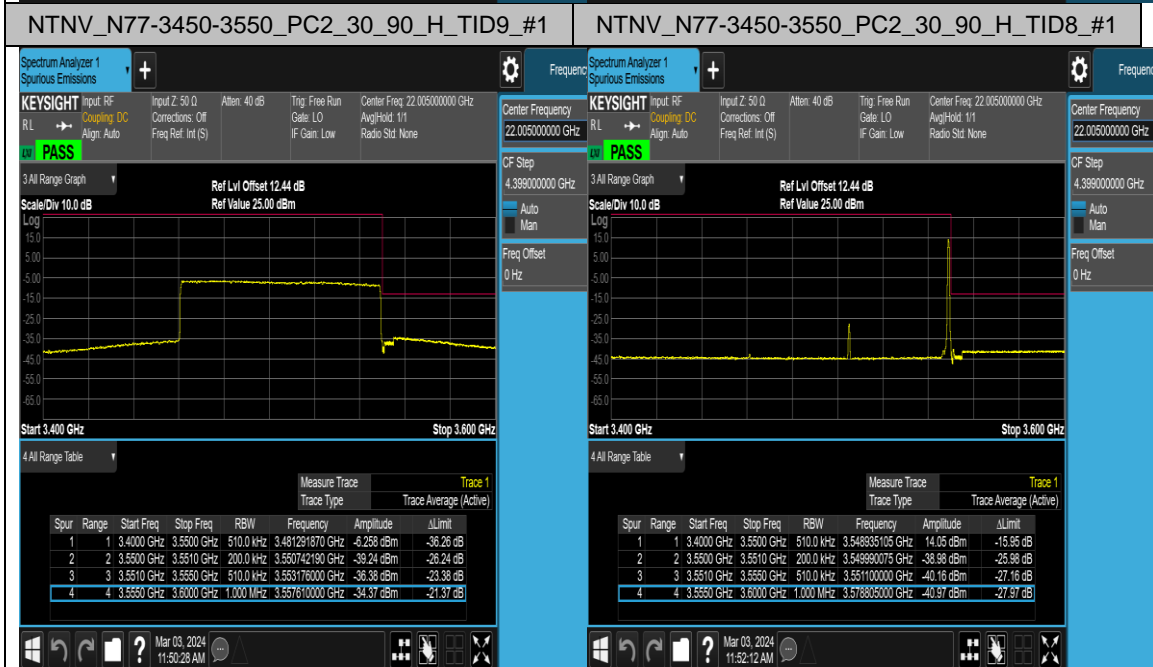 NTNV_N77-3450-3550_PC2_30_90_H_TID9_#1
NTNV_N77-3450-3550_PC2_30_90_H_TID8_#1
Spectrum Analyzer 1
Spurious Emissions
+
Frequenc
KEYSIGHT Input: RF Input Z: 50 Ω Atten: 40 dB Trig: Free Run Center Freq: 22.005000000 GHz
RL Coupling: DC Corrections: Off Gate: LO Avg|Hold: 1/1
Align: Auto Freq Ref: Int (S) IF Gain: Low Radio Std: None
LXI PASS
Center Frequency
22.005000000 GHz
CF Step
4.399000000 GHz
Auto
Man
Freq Offset
0 Hz
3 All Range Graph
Ref Lvl Offset 12.44 dB
Scale/Div 10.0 dB Ref Value 25.00 dBm
Log
15.0
5.00
-5.00
-15.0
-25.0
-35.0
-45.0
-55.0
-65.0
Start 3.400 GHz Stop 3.600 GHz
4 All Range Table
Measure Trace Trace 1
Trace Type Trace Average (Active)
Spur Range Start Freq Stop Freq RBW Frequency Amplitude ΔLimit
1 1 3.4000 GHz 3.5500 GHz 510.0 kHz 3.481291870 GHz -6.258 dBm -36.26 dB
2 2 3.5500 GHz 3.5510 GHz 200.0 kHz 3.550742190 GHz -39.24 dBm -26.24 dB
3 3 3.5510 GHz 3.5550 GHz 510.0 kHz 3.553176000 GHz -36.38 dBm -23.38 dB
4 4 3.5550 GHz 3.6000 GHz 1.000 MHz 3.557610000 GHz -34.37 dBm -21.37 dB
?
Mar 03, 2024
11:50:28 AM
Spectrum Analyzer 1
Spurious Emissions
+
Frequenc
KEYSIGHT Input: RF Input Z: 50 Ω Atten: 40 dB Trig: Free Run Center Freq: 22.005000000 GHz
RL Coupling: DC Corrections: Off Gate: LO Avg|Hold: 1/1
Align: Auto Freq Ref: Int (S) IF Gain: Low Radio Std: None
LXI PASS
Center Frequency
22.005000000 GHz
CF Step
4.399000000 GHz
Auto
Man
Freq Offset
0 Hz
3 All Range Graph
Ref Lvl Offset 12.44 dB
Scale/Div 10.0 dB Ref Value 25.00 dBm
Log
15.0
5.00
-5.00
-15.0
-25.0
-35.0
-45.0
-55.0
-65.0
Start 3.400 GHz Stop 3.600 GHz
4 All Range Table
Measure Trace Trace 1
Trace Type Trace Average (Active)
Spur Range Start Freq Stop Freq RBW Frequency Amplitude ΔLimit
1 1 3.4000 GHz 3.5500 GHz 510.0 kHz 3.548935105 GHz 14.05 dBm -15.95 dB
2 2 3.5500 GHz 3.5510 GHz 200.0 kHz 3.549990075 GHz -38.98 dBm -25.98 dB
3 3 3.5510 GHz 3.5550 GHz 510.0 kHz 3.551100000 GHz -40.16 dBm -27.16 dB
4 4 3.5550 GHz 3.6000 GHz 1.000 MHz 3.578805000 GHz -40.97 dBm -27.97 dB
?
Mar 03, 2024
11:52:12 AM